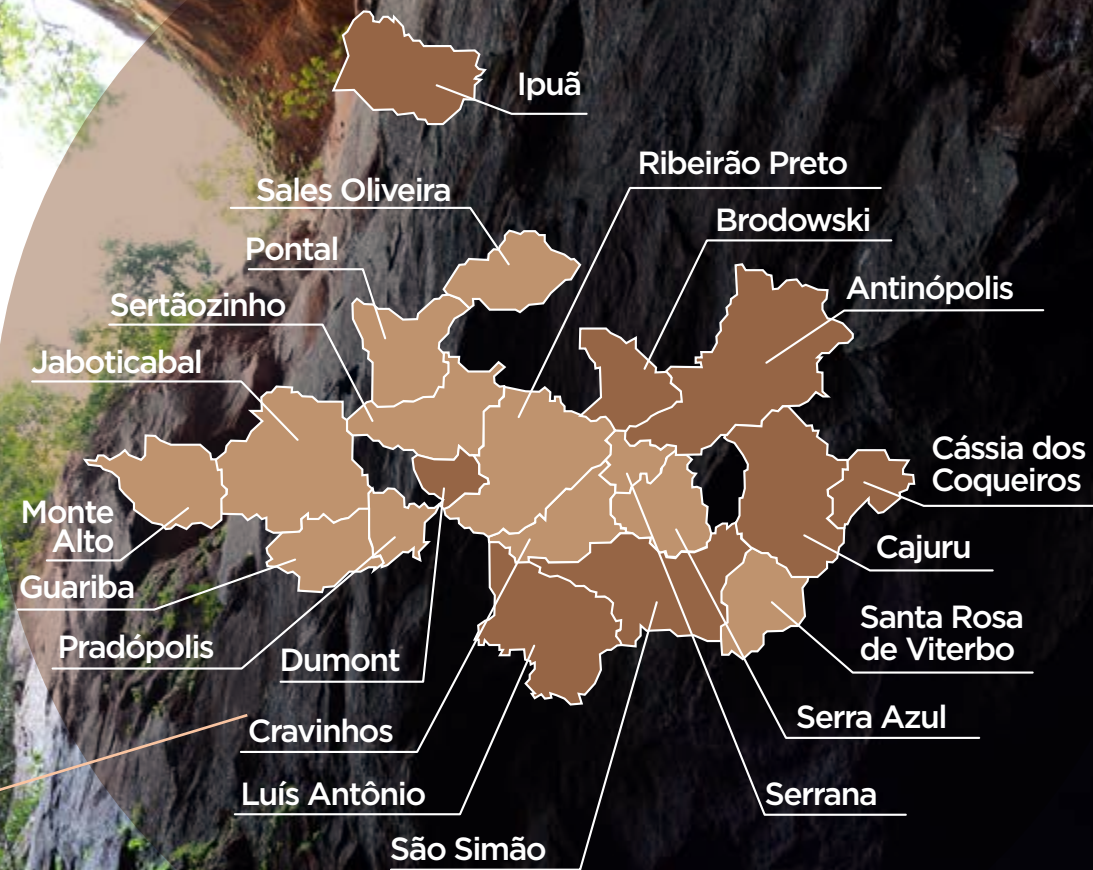 Ipuã
Ribeirão Preto
Sales Oliveira
Brodowski
Pontal
Antinópolis
Sertãozinho
Jaboticabal
Cássia dos
Coqueiros
Monte
Alto
Cajuru
Guariba
Santa Rosa
de Viterbo
Pradópolis
Dumont
Serra Azul
Cravinhos
Luís Antônio
Serrana
São Simão